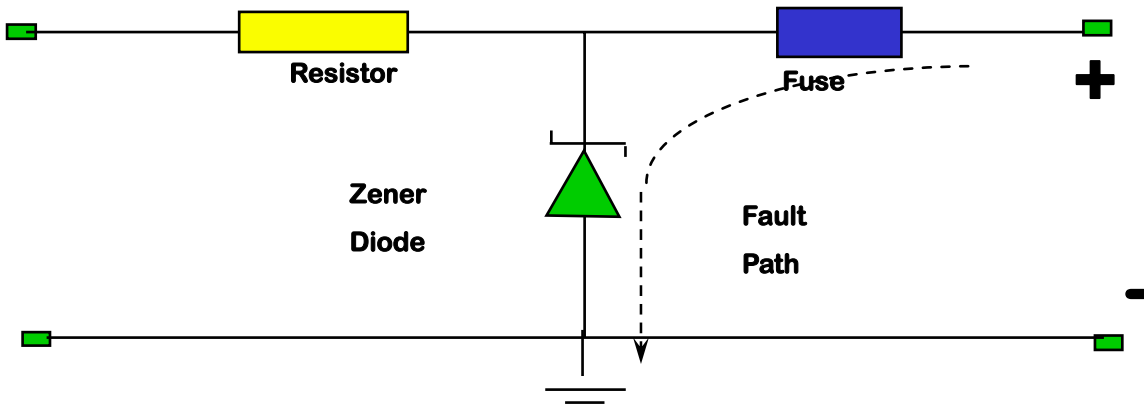 Resistor
Fuse
+
Zener
Diode
Fault
Path
-